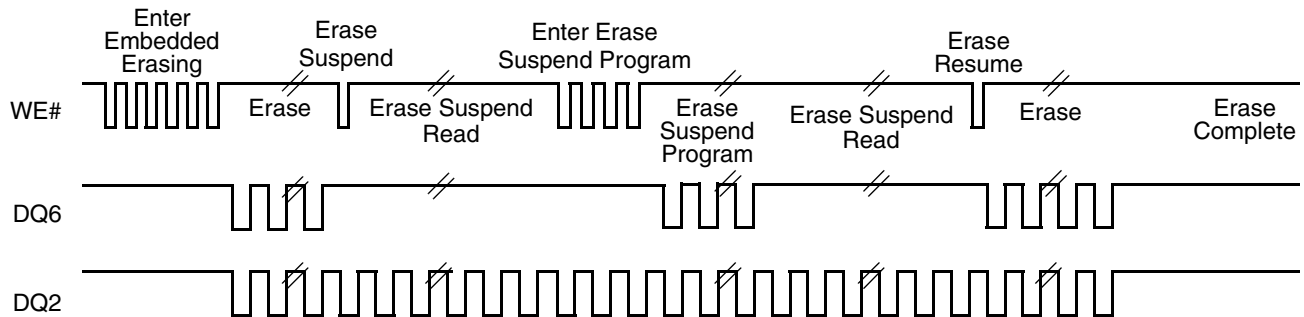 Enter
Embedded
Erasing
Erase
Suspend
Enter Erase
Suspend Program
Erase
Resume
WE#
Erase
Erase Suspend
Read
Erase
Suspend
Program
Erase Suspend
Read
Erase
Erase
Complete
DQ6
DQ2